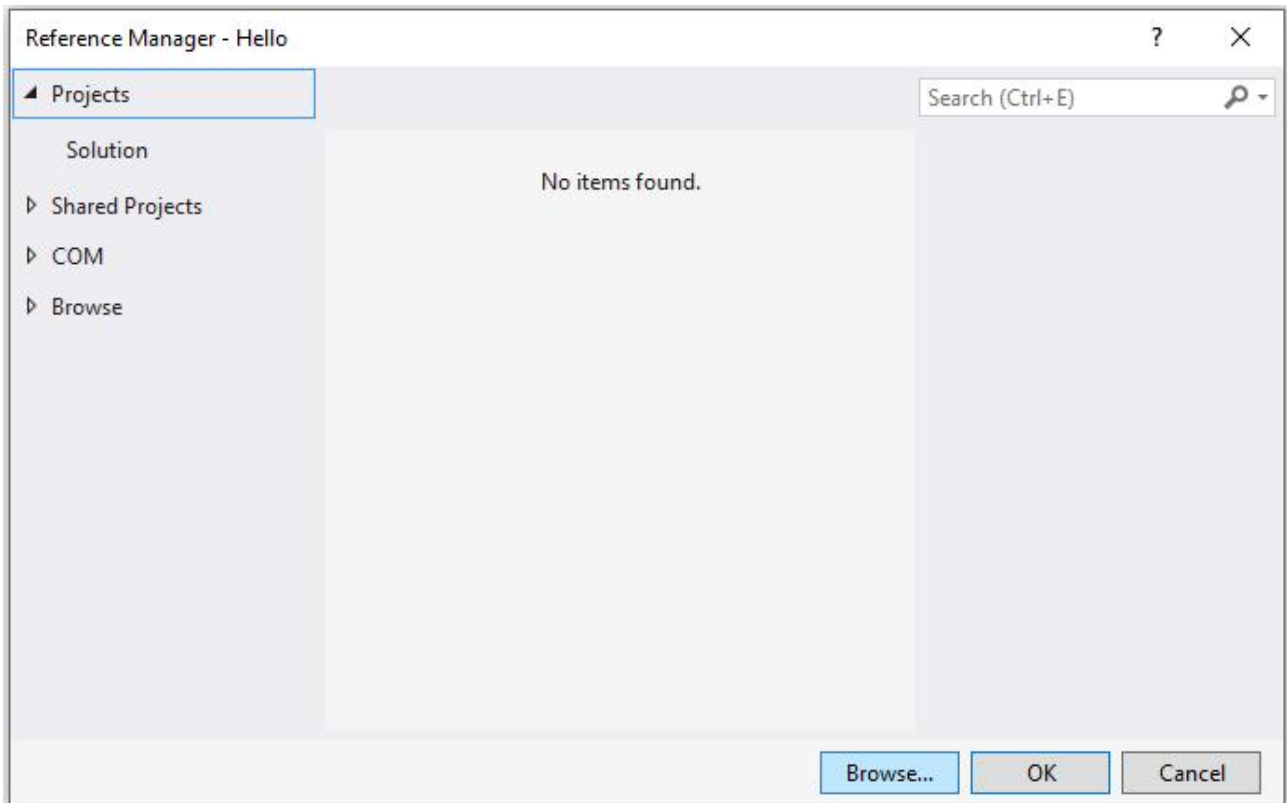 Reference Manager - Hello
?
Projects
Search (Ctrl+E)
Solution
No items found.
Shared Projects
COM
Browse
Browse...
OK
Cancel